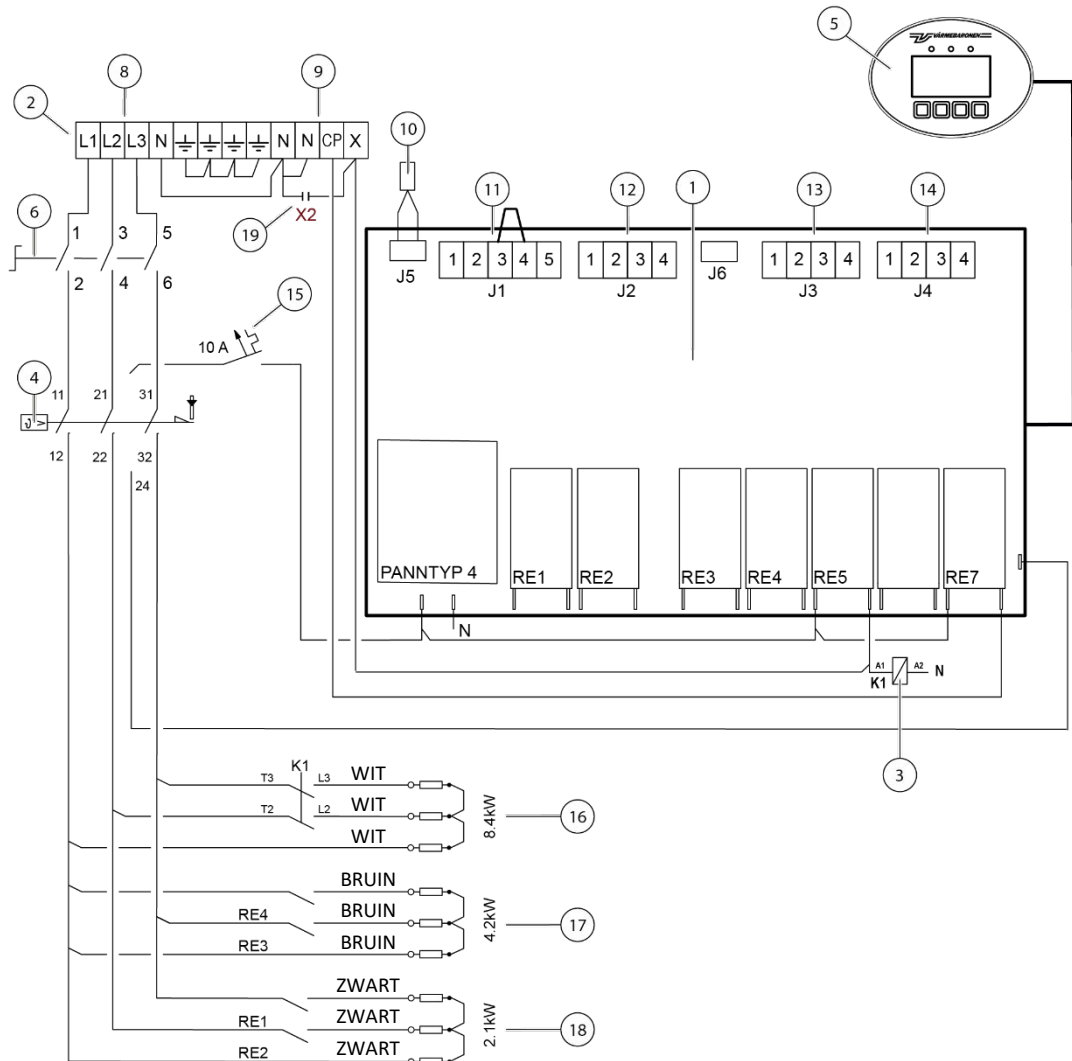 5
VÄRMEBARONEN
8
9
2
L1 L2 L3 N N N CP X
10
6
19
X2
11
12
1
13
14
1 3 5
2 4 6
J5
1 2 3 4 5
J1
1 2 3 4
J2
J6
1 2 3 4
J3
1 2 3 4
J4
15
10 A
4
11 21 31
12 22 32
24
PANNTYP 4
RE1
RE2
RE3
RE4
RE5
RE7
N
A1 A2 N
K1
3
K1
T3 L3 WIT
T2 L2 WIT
WIT
8.4kW
16
BRUIN
RE4 BRUIN
RE3 BRUIN
4.2kW
17
ZWART
RE1 ZWART
RE2 ZWART
2.1kW
18